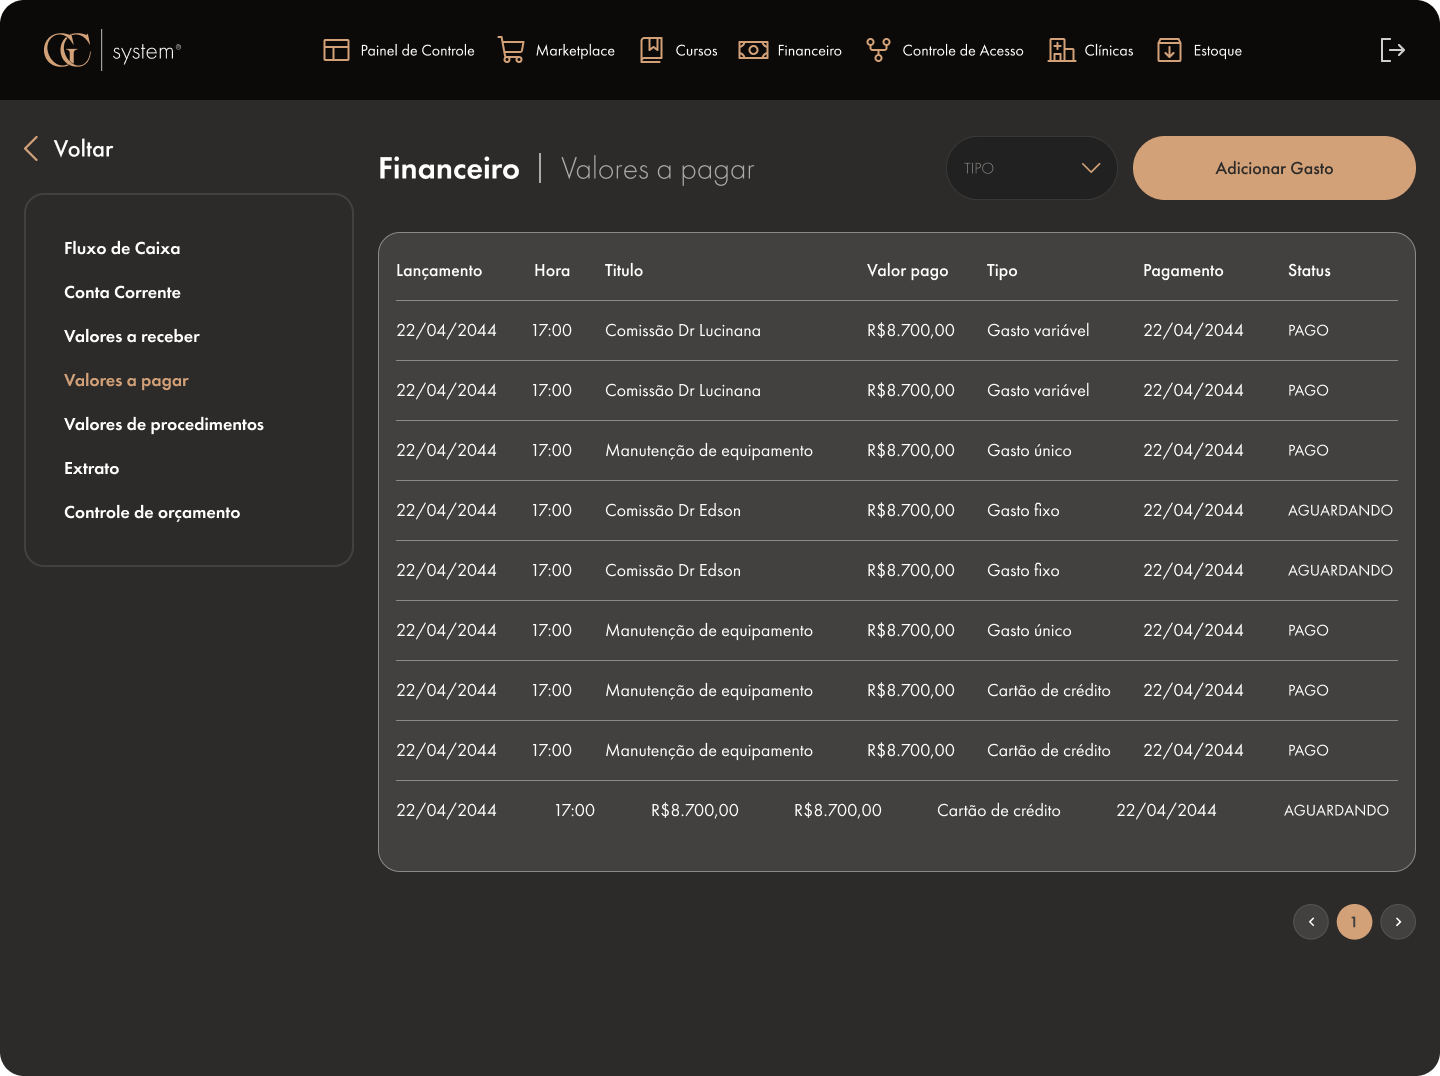 GC system®
Painel de Controle
Marketplace
Cursos
Financeiro
Controle de Acesso
Clínicas
Estoque
Voltar
Fluxo de Caixa
Conta Corrente
Valores a receber
Valores a pagar
Valores de procedimentos
Extrato
Controle de orçamento
Financeiro | Valores a pagar
TIPO
Adicionar Gasto
Lançamento Hora Titulo Valor pago Tipo Pagamento Status
22/04/2044 17:00 Comissão Dr Lucinana R$8.700,00 Gasto variável 22/04/2044 PAGO
22/04/2044 17:00 Comissão Dr Lucinana R$8.700,00 Gasto variável 22/04/2044 PAGO
22/04/2044 17:00 Manutenção de equipamento R$8.700,00 Gasto único 22/04/2044 PAGO
22/04/2044 17:00 Comissão Dr Edson R$8.700,00 Gasto fixo 22/04/2044 AGUARDANDO
22/04/2044 17:00 Comissão Dr Edson R$8.700,00 Gasto fixo 22/04/2044 AGUARDANDO
22/04/2044 17:00 Manutenção de equipamento R$8.700,00 Gasto único 22/04/2044 PAGO
22/04/2044 17:00 Manutenção de equipamento R$8.700,00 Cartão de crédito 22/04/2044 PAGO
22/04/2044 17:00 Manutenção de equipamento R$8.700,00 Cartão de crédito 22/04/2044 PAGO
22/04/2044 17:00 R$8.700,00 R$8.700,00 Cartão de crédito 22/04/2044 AGUARDANDO
1